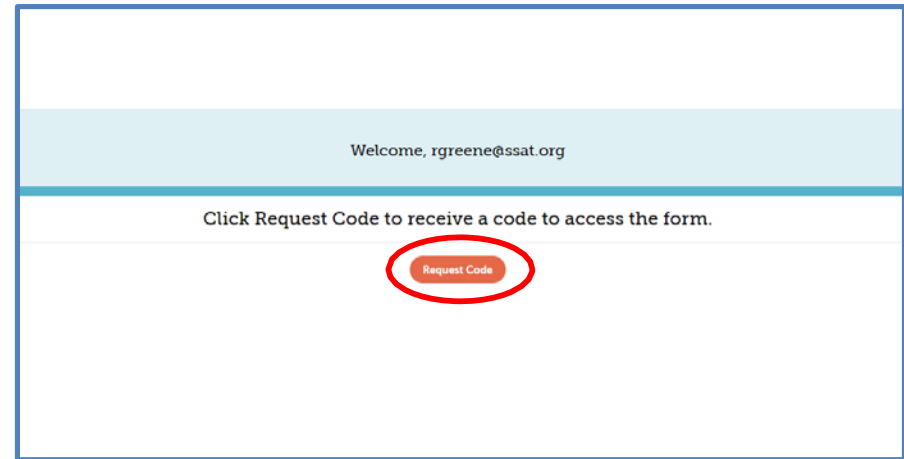 Welcome, rgreene@ssat.org
Click Request Code to receive a code to access the form.
Request Code